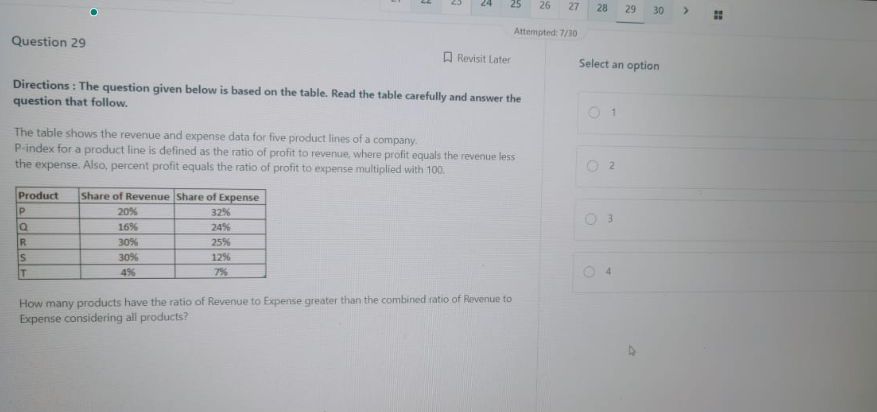 24 25 26 27 28 29 30 >
Attempted: 7/30
Question 29
Revisit Later
Directions : The question given below is based on the table. Read the table carefully and answer the
question that follow.
The table shows the revenue and expense data for five product lines of a company.
P-index for a product line is defined as the ratio of profit to revenue, where profit equals the revenue less
the expense. Also, percent profit equals the ratio of profit to expense multiplied with 100.
Product Share of Revenue Share of Expense
P 20% 32%
Q 16% 24%
R 30% 25%
S 30% 12%
T 4% 7%
How many products have the ratio of Revenue to Expense greater than the combined ratio of Revenue to
Expense considering all products?
Select an option
1
2
3
4